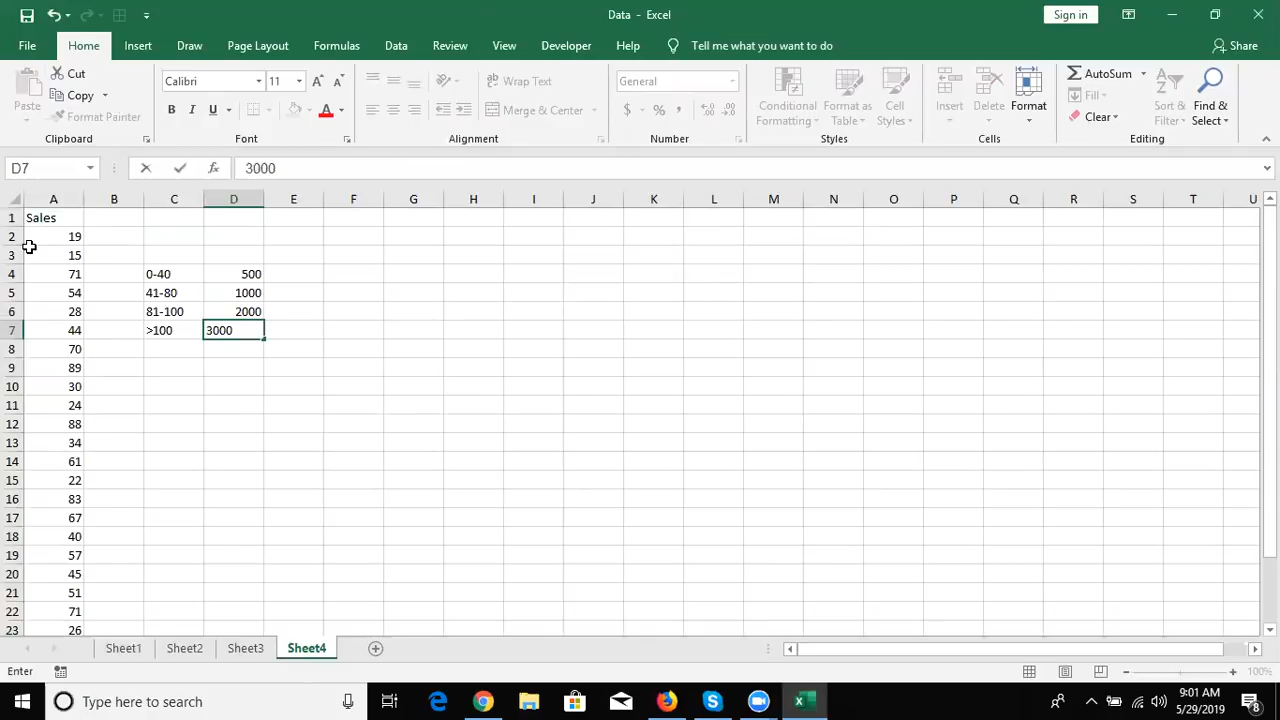 Data - Excel
Sign in
File Home Insert Draw Page Layout Formulas Data Review View Developer Help Tell me what you want to do Share
Paste Cut Copy Format Painter Clipboard
Calibri 11 B I U A Font
Wrap Text Merge & Center Alignment
General $ % , Number
Conditional Formatting Format as Table Cell Styles Styles
Insert Delete Format Cells
AutoSum Fill Clear Sort & Filter Find & Select Editing
D7 fx 3000
A B C D E F G H I J K L M N O P Q R S T U
1 Sales
2 19
3 15
4 71 0-40 500
5 54 41-80 1000
6 28 81-100 2000
7 44 >100 3000
8 70
9 89
10 30
11 24
12 88
13 34
14 61
15 22
16 83
17 67
18 40
19 57
20 45
21 51
22 71
23 26
Sheet1 Sheet2 Sheet3 Sheet4
Enter 100%
Type here to search
9:01 AM
5/29/2019
8